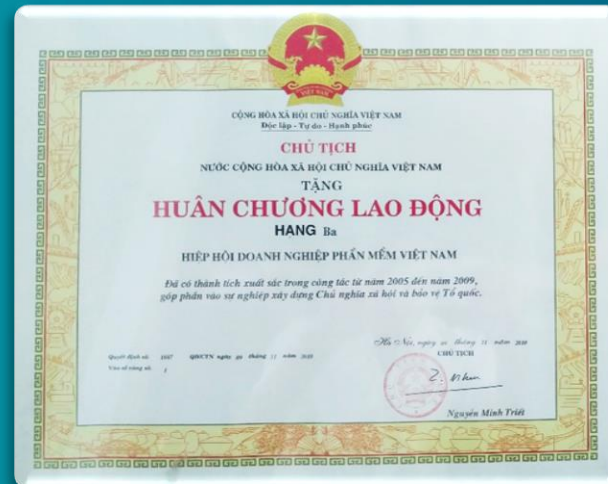 VIỆT NAM
CỘNG HÒA XÃ HỘI CHỦ NGHĨA VIỆT NAM
Độc lập - Tự do - Hạnh phúc
CHỦ TỊCH
NƯỚC CỘNG HÒA XÃ HỘI CHỦ NGHĨA VIỆT NAM
TẶNG
HUÂN CHƯƠNG LAO ĐỘNG
HẠNG Ba
HIỆP HỘI DOANH NGHIỆP PHẦN MỀM VIỆT NAM
Đã có thành tích xuất sắc trong công tác từ năm 2005 đến năm 2009,
góp phần vào sự nghiệp xây dựng Chủ nghĩa xã hội và bảo vệ Tổ quốc.
Hà Nội, ngày tháng 11 năm
CHỦ TỊCH
Quyết định số QĐ/CTN ngày tháng 11 năm
Vào sổ vàng số
Nguyễn Minh Triết